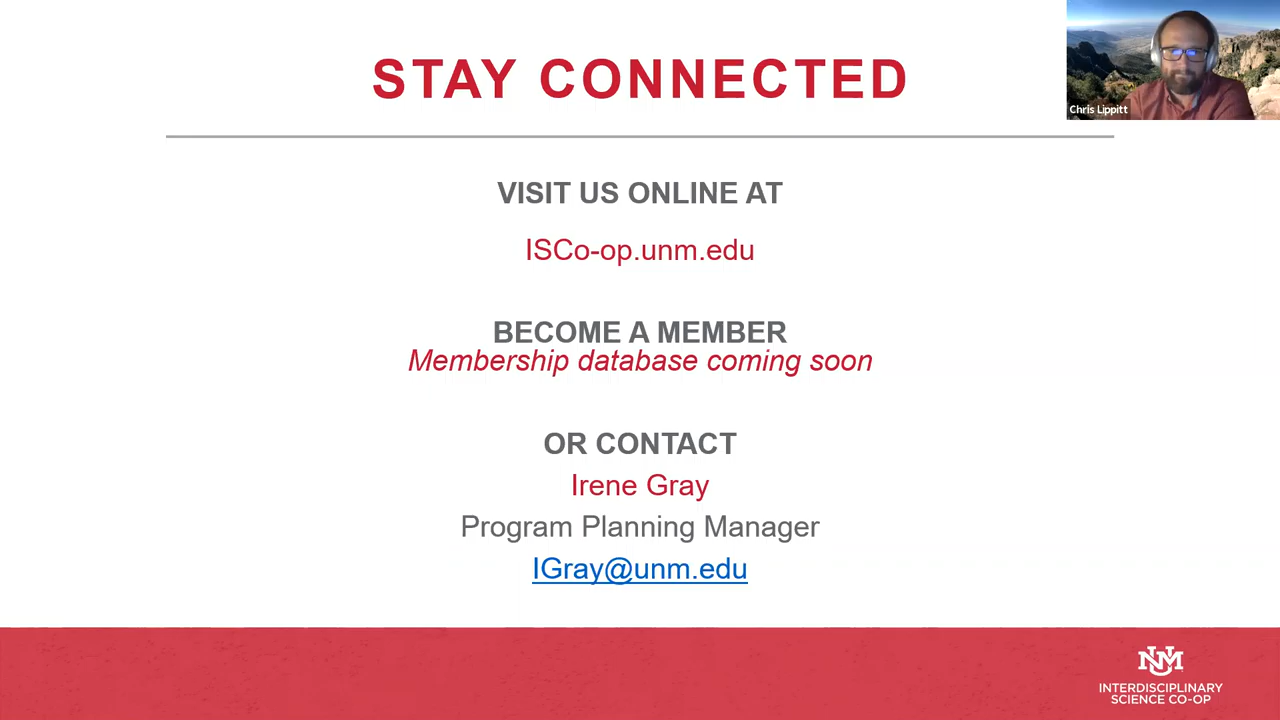 STAY CONNECTED
Chris Lippitt
VISIT US ONLINE AT
ISCo-op.unm.edu
BECOME A MEMBER
Membership database coming soon
OR CONTACT
Irene Gray
Program Planning Manager
IGray@unm.edu
UNM
INTERDISCIPLINARY
SCIENCE CO-OP